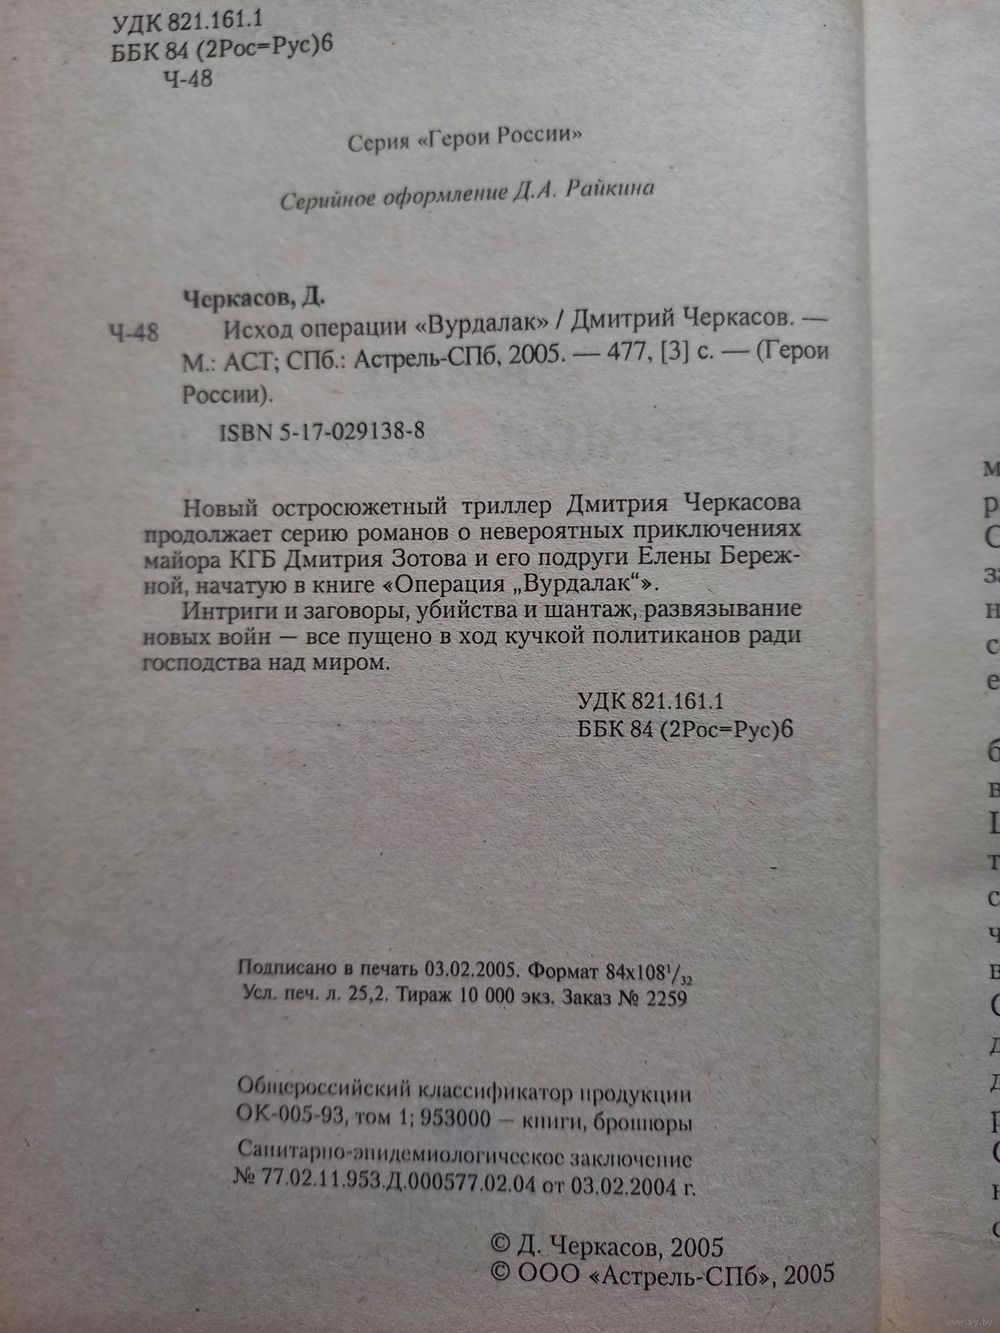 УДК 821.161.1
ББК 84 (2Рос=Рус)6
Ч-48
Серия «Герои России»
Серийное оформление Д.А. Райкина
Черкасов, Д.
Ч-48 Исход операции «Вурдалак» / Дмитрий Черкасов. —
М.: АСТ; СПб.: Астрель-СПб, 2005. — 477, [3] с. — (Герои
России).
ISBN 5-17-029138-8
Новый остросюжетный триллер Дмитрия Черкасова
продолжает серию романов о невероятных приключениях
майора КГБ Дмитрия Зотова и его подруги Елены Береж-
ной, начатую в книге «Операция „Вурдалак“».
Интриги и заговоры, убийства и шантаж, развязывание
новых войн — все пущено в ход кучкой политиканов ради
господства над миром.
УДК 821.161.1
ББК 84 (2Рос=Рус)6
Подписано в печать 03.02.2005. Формат 84х108¹/₃₂
Усл. печ. л. 25,2. Тираж 10 000 экз. Заказ № 2259
Общероссийский классификатор продукции
ОК-005-93, том 1; 953000 — книги, брошюры
Санитарно-эпидемиологическое заключение
№ 77.02.11.953.Д.000577.02.04 от 03.02.2004 г.
© Д. Черкасов, 2005
© ООО «Астрель-СПб», 2005
www.ay.by